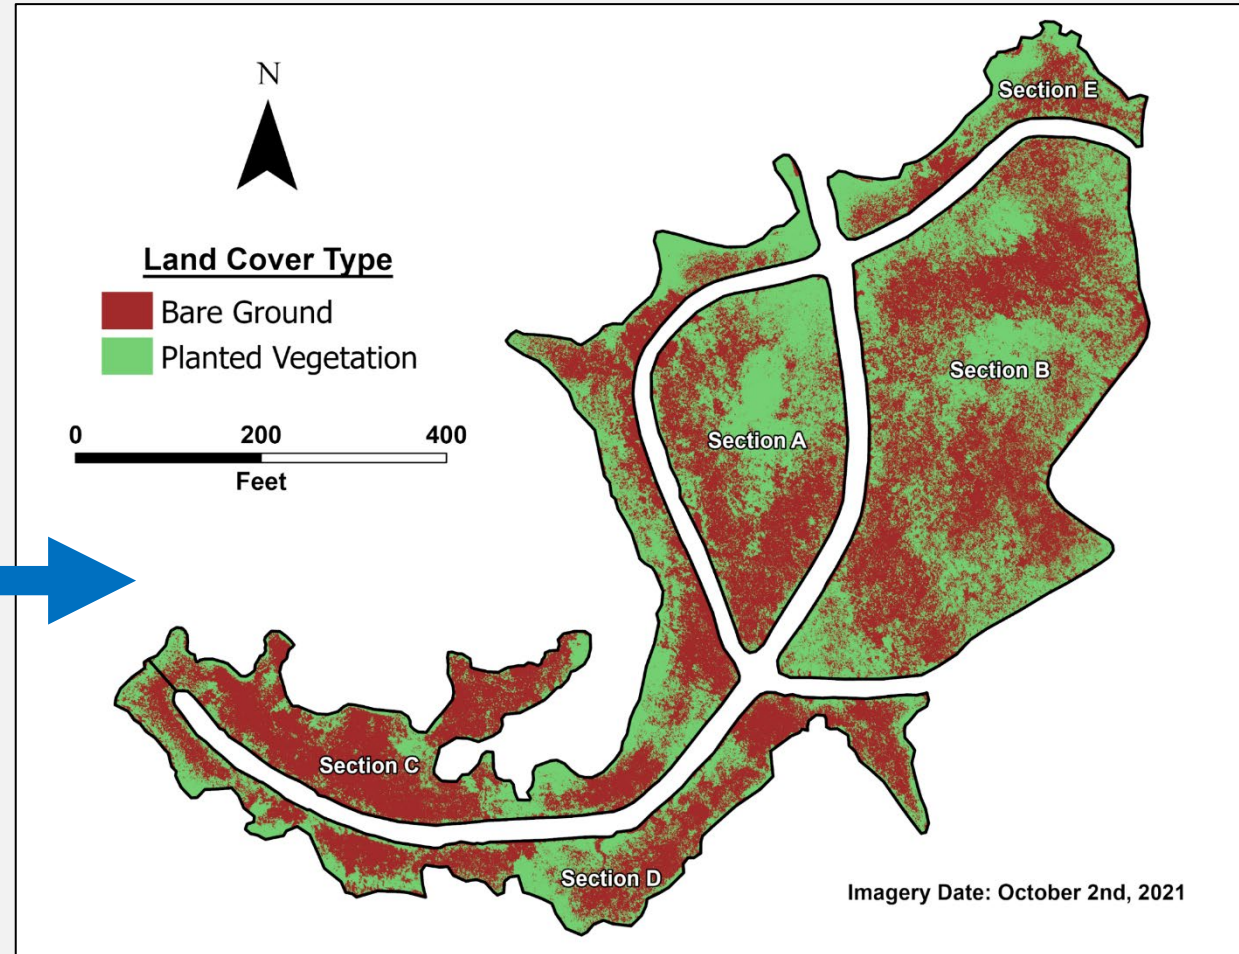 N
Land Cover Type
Bare Ground
Planted Vegetation
0 200 400
Feet
Section E
Section B
Section A
Section C
Section D
Imagery Date: October 2nd, 2021